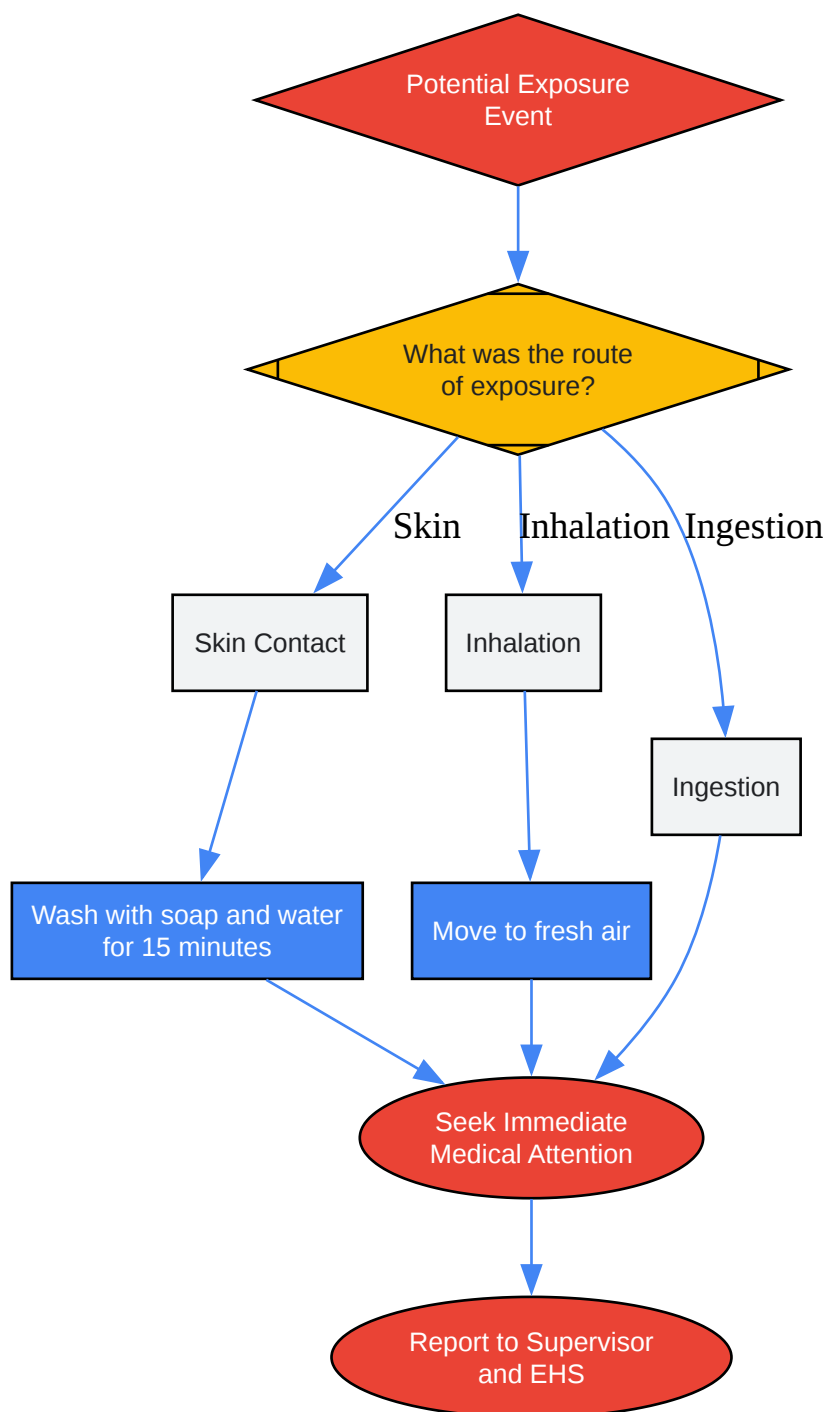 Potential Exposure
Event
What was the route
of exposure?
Skin
Inhalation
Ingestion
Skin Contact
Inhalation
Ingestion
Wash with soap and water
for 15 minutes
Move to fresh air
Seek Immediate
Medical Attention
Report to Supervisor
and EHS